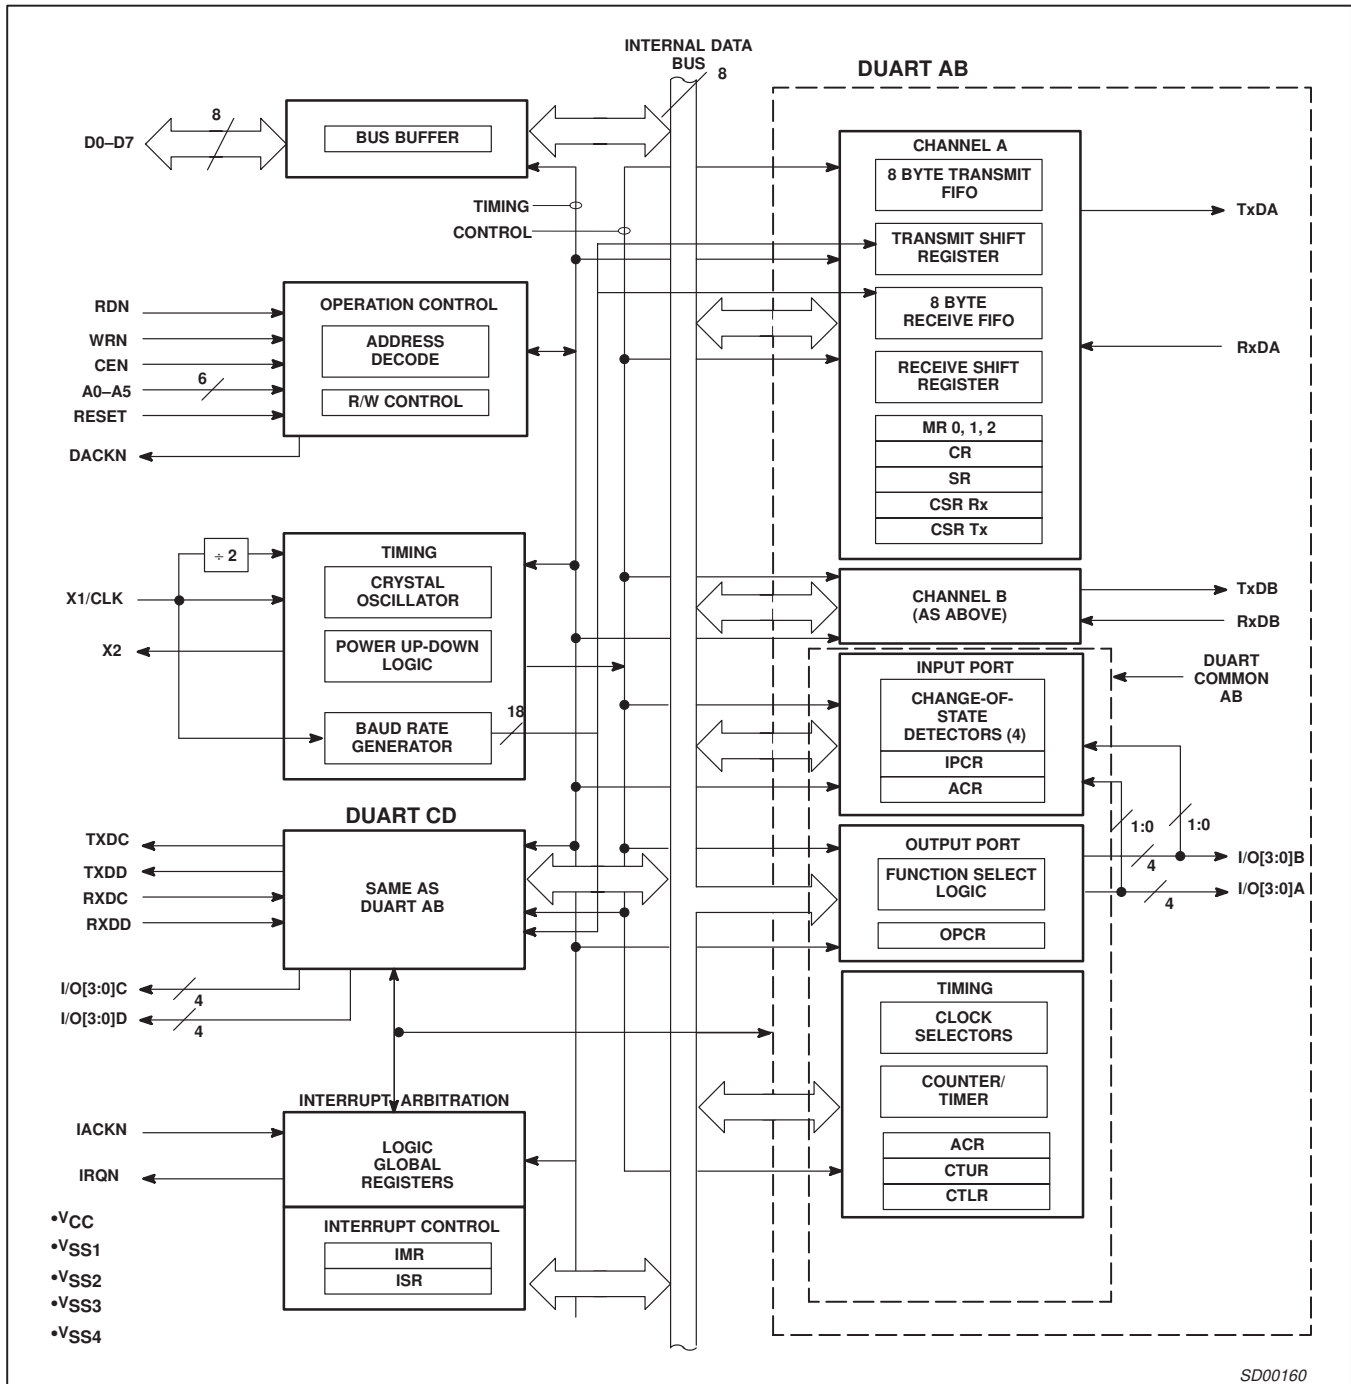 INTERNAL DATA
BUS
8
DUART AB
D0–D7
8
BUS BUFFER
TIMING
CONTROL
RDN
WRN
CEN
A0–A5
6
RESET
DACKN
OPERATION CONTROL
ADDRESS
DECODE
R/W CONTROL
CHANNEL A
8 BYTE TRANSMIT
FIFO
TRANSMIT SHIFT
REGISTER
8 BYTE
RECEIVE FIFO
RECEIVE SHIFT
REGISTER
MR 0, 1, 2
CR
SR
CSR Rx
CSR Tx
TxDA
RxDA
÷ 2
X1/CLK
X2
TIMING
CRYSTAL
OSCILLATOR
POWER UP-DOWN
LOGIC
BAUD RATE
GENERATOR
18
CHANNEL B
(AS ABOVE)
TxDB
RxDB
DUART
COMMON
AB
INPUT PORT
CHANGE-OF-
STATE
DETECTORS (4)
IPCR
ACR
1:0
1:0
DUART CD
TXDC
TXDD
RXDC
RXDD
SAME AS
DUART AB
I/O[3:0]C
4
I/O[3:0]D
4
OUTPUT PORT
FUNCTION SELECT
LOGIC
OPCR
4
I/O[3:0]B
4
I/O[3:0]A
TIMING
CLOCK
SELECTORS
COUNTER/
TIMER
ACR
CTUR
CTLR
INTERRUPT ARBITRATION
IACKN
IRQN
LOGIC
GLOBAL
REGISTERS
INTERRUPT CONTROL
IMR
ISR
•VCC
•VSS1
•VSS2
•VSS3
•VSS4
SD00160